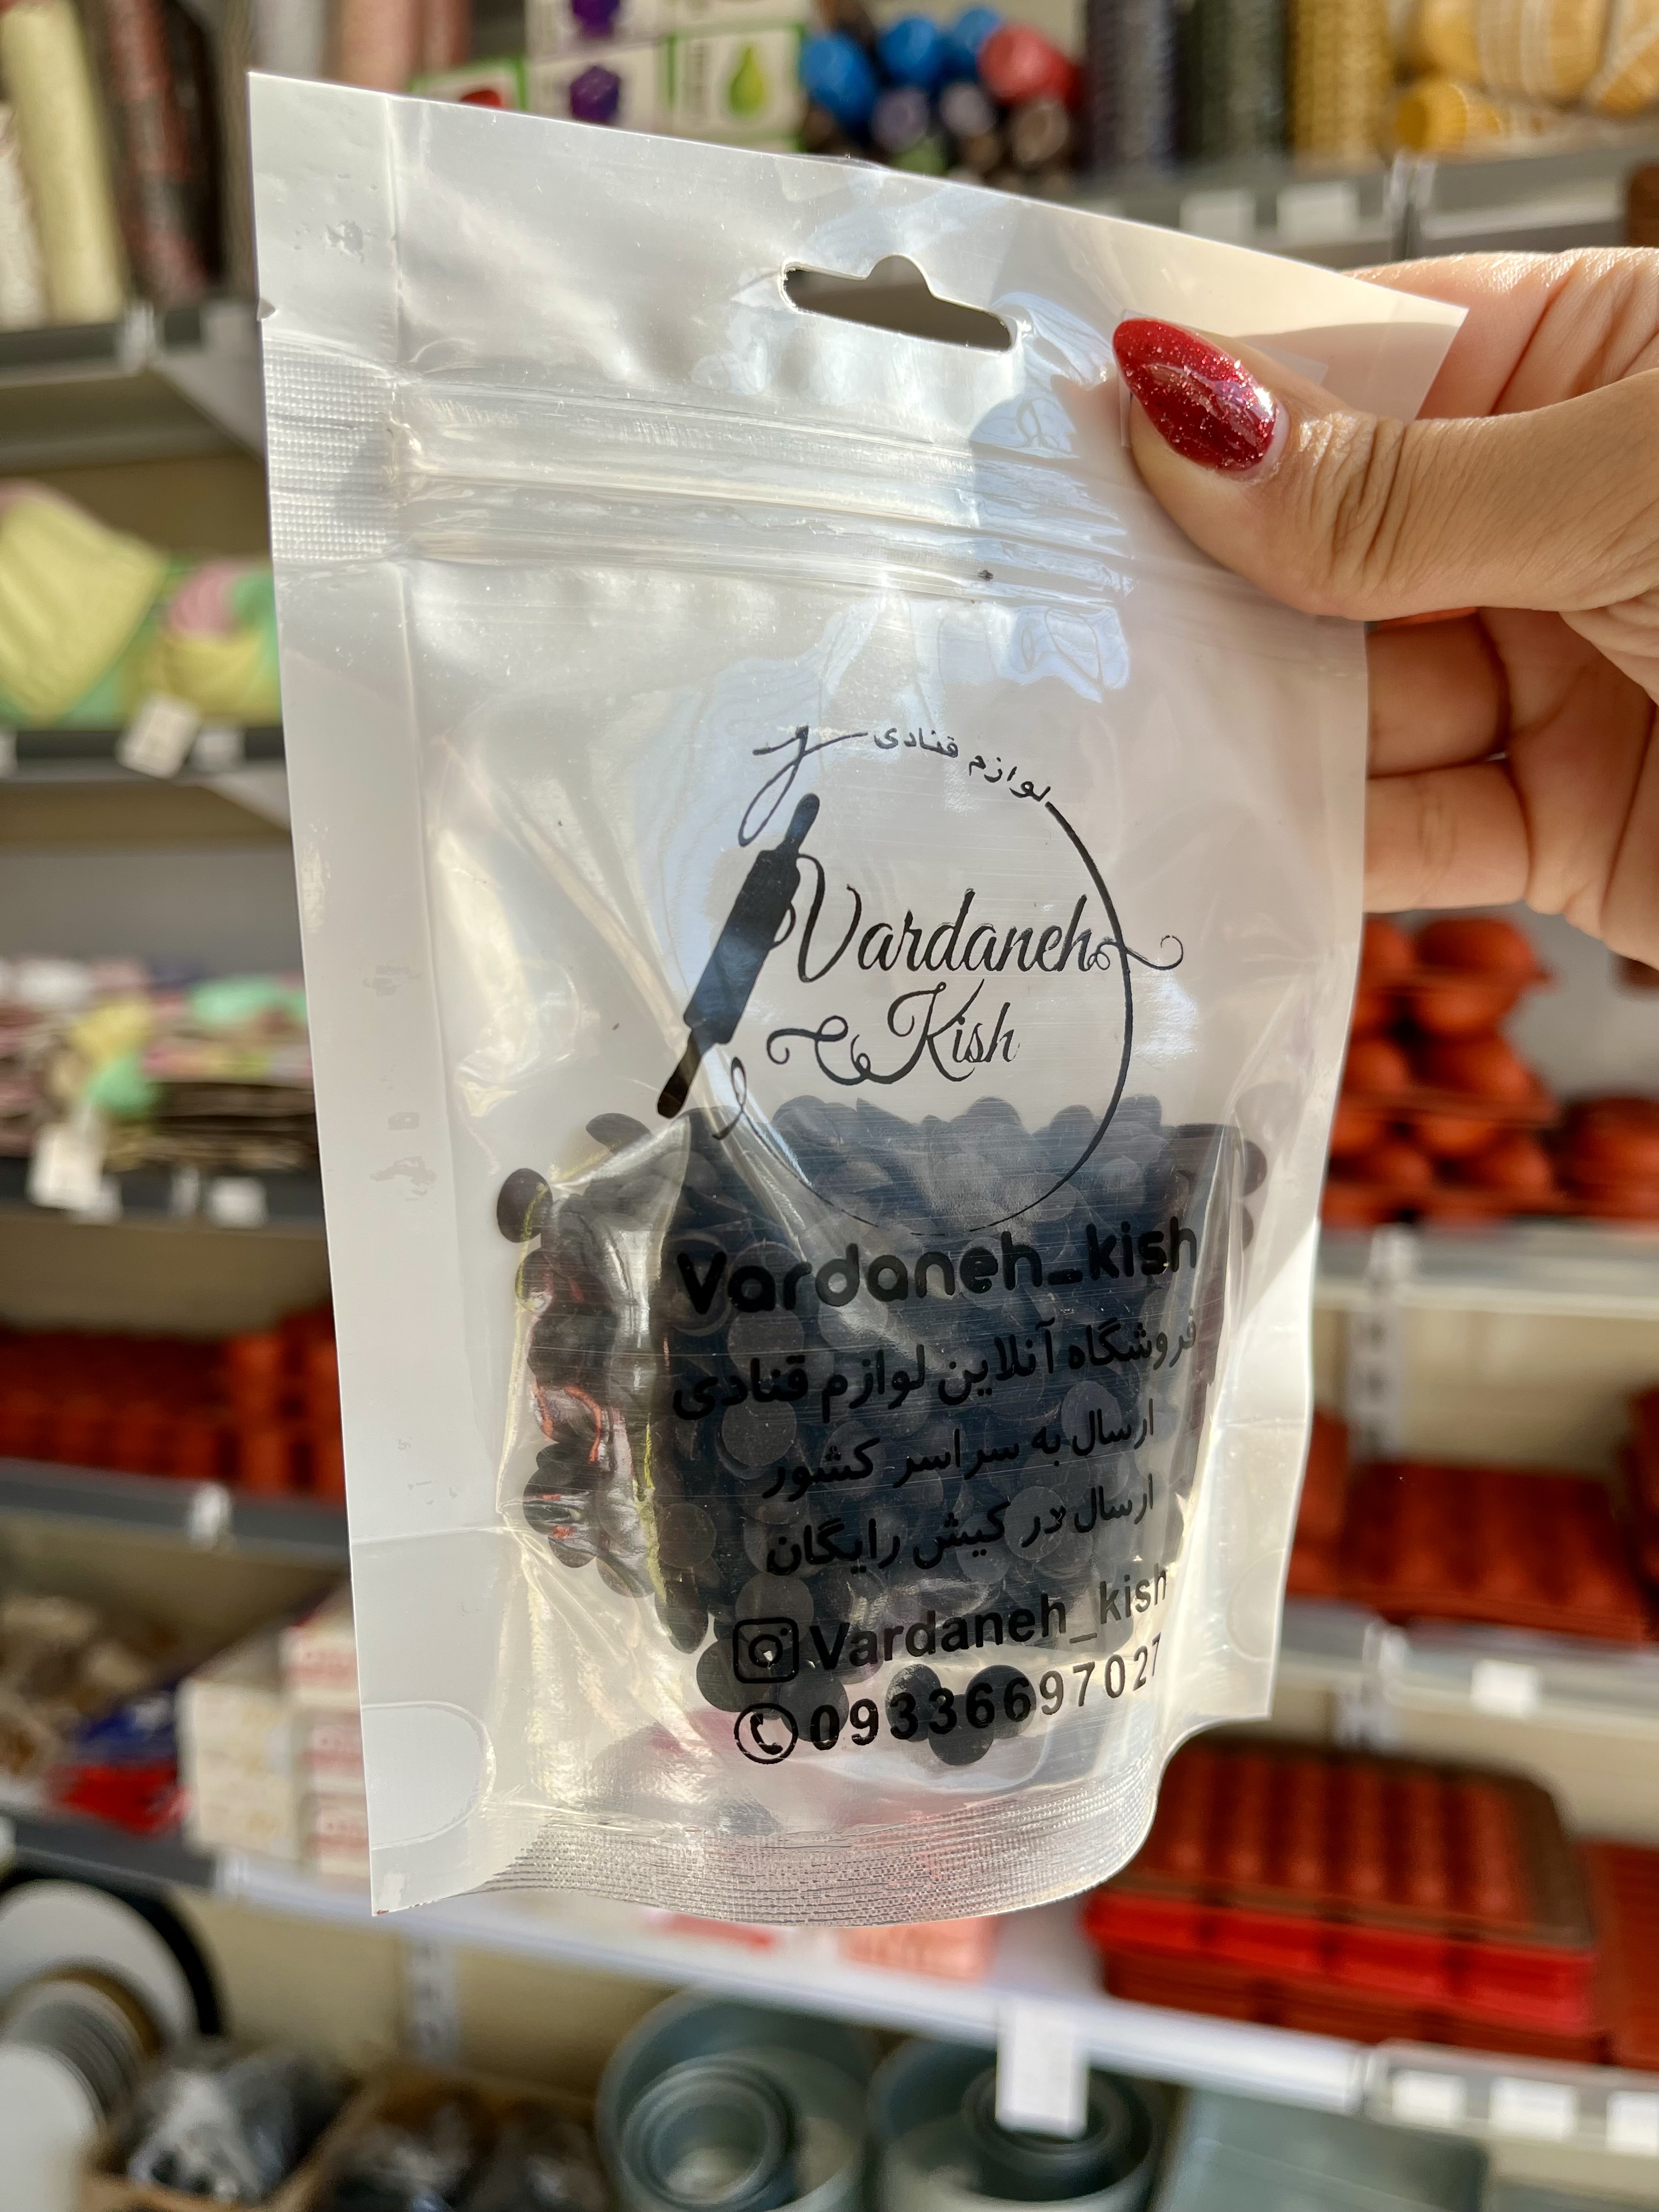 لوازم قنادی
Vardaneh
Kish
Vardaneh_kish
فروشگاه آنلاین لوازم قنادی
ارسال به سراسر کشور
ارسال در کیش رایگان
Vardaneh_kish
09336697027